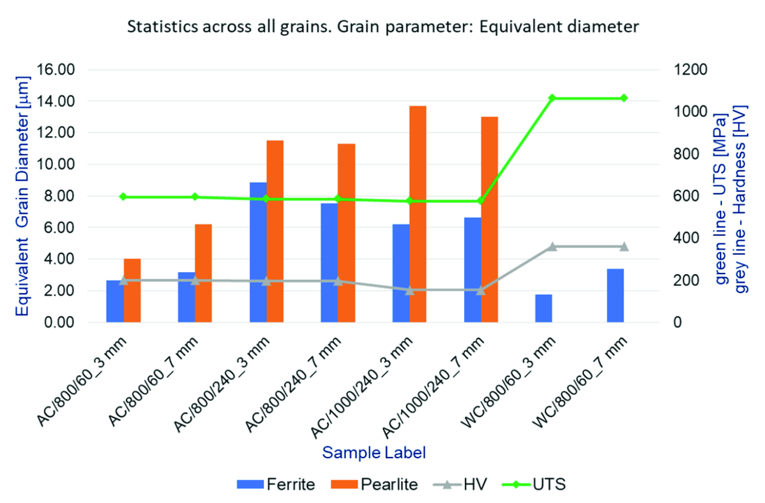 Statistics across all grains. Grain parameter: Equivalent diameter
16.00
14.00
12.00
10.00
8.00
6.00
4.00
2.00
0.00
Equivalent Grain Diameter [µm]
1200
1000
800
600
400
200
0
green line - UTS [MPa]
grey line - Hardness [HV]
AC/800/60_3 mm
AC/800/60_7 mm
AC/800/240_3 mm
AC/800/240_7 mm
AC/1000/240_3 mm
AC/1000/240_7 mm
WC/800/60_3 mm
WC/800/60_7 mm
Sample Label
Ferrite Pearlite HV UTS